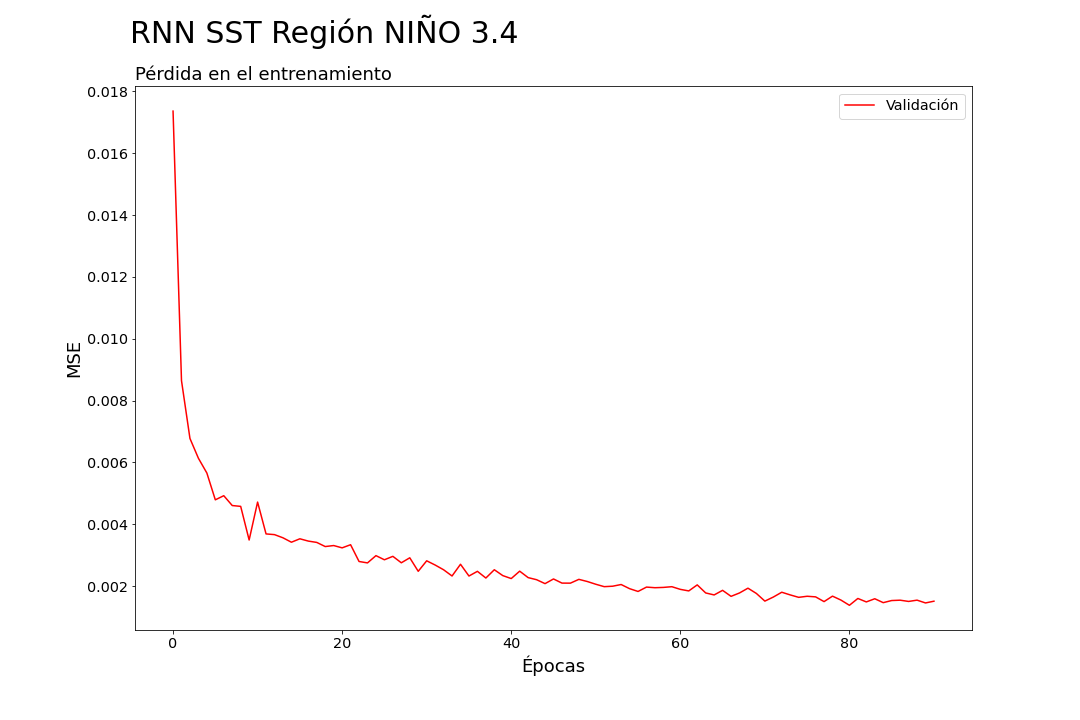 RNN SST Región NIÑO 3.4
Pérdida en el entrenamiento
Validación
0.018
0.016
0.014
0.012
0.010
0.008
0.006
0.004
0.002
MSE
0 20 40 60 80
Épocas